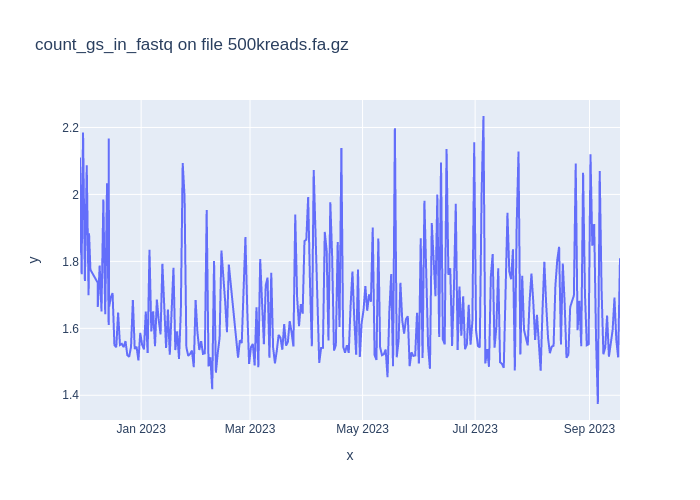 count_gs_in_fastq on file 500kreads.fa.gz
2.2
2
1.8
1.6
1.4
y
Jan 2023
Mar 2023
May 2023
Jul 2023
Sep 2023
x